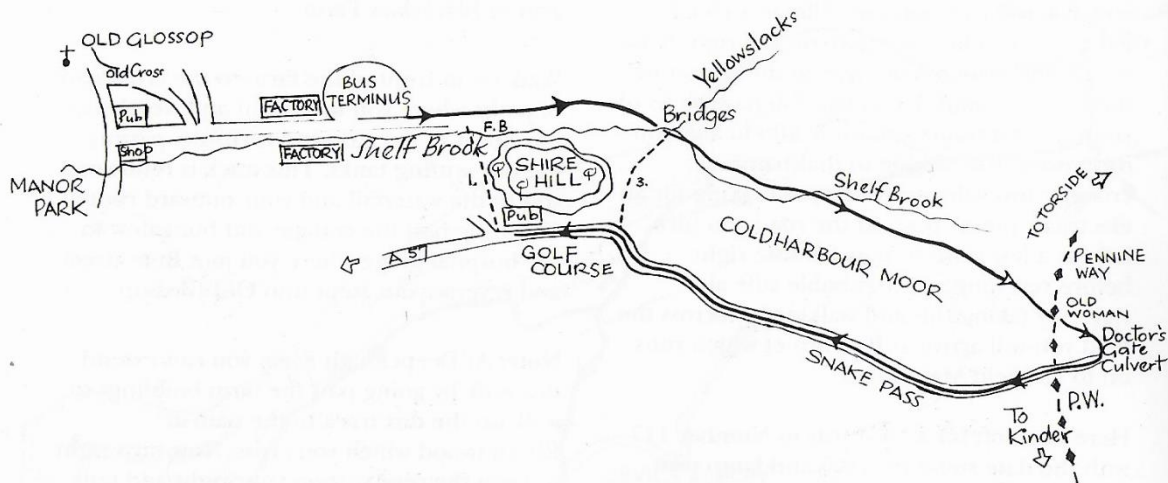 OLD GLOSSOP
Old Cross
Pub
Shop
MANOR
PARK
FACTORY
BUS
TERMINUS
FACTORY
Shelf Brook
F.B
Yellowslacks
Bridges
1.
SHIRE
HILL
3.
Pub
A57
GOLF
COURSE
Shelf Brook
COLDHARBOUR MOOR
TO TORSIDE
PENNINE
WAY
OLD
WOMAN
Doctor's
Gate
Culvert
SNAKE PASS
P.W.
To
Kinder